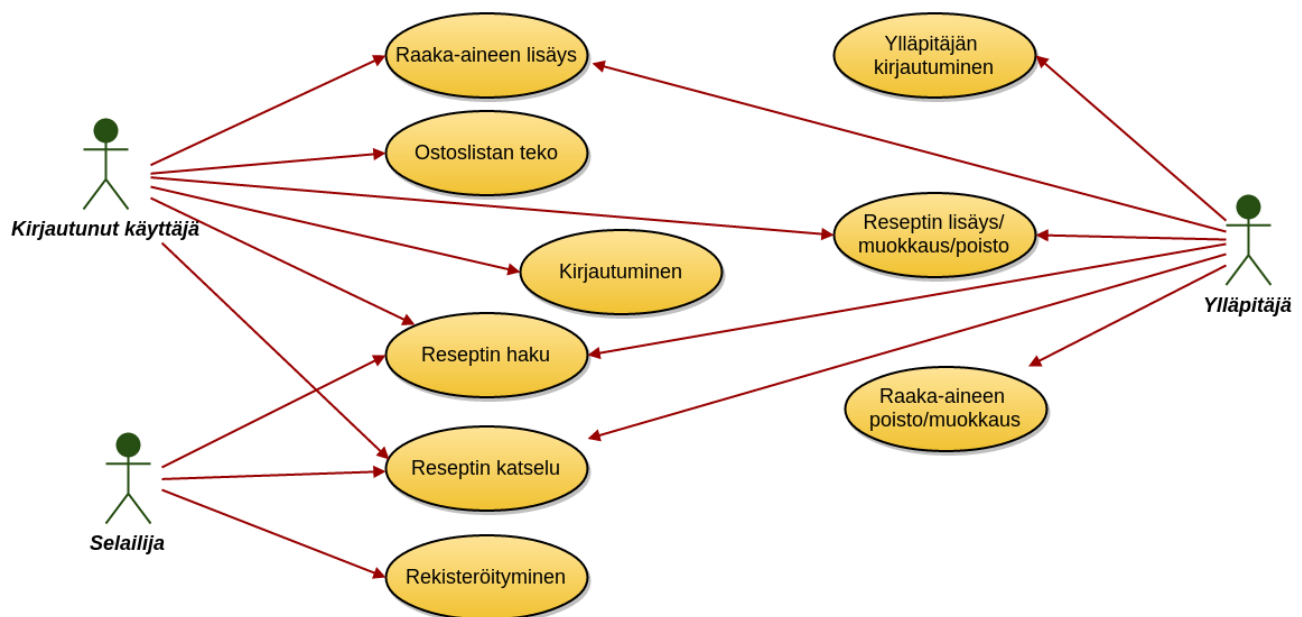 Raaka-aineen lisäys
Ylläpitäjän
kirjautuminen
Ostoslistan teko
Kirjautunut käyttäjä
Reseptin lisäys/
muokkaus/poisto
Kirjautuminen
Ylläpitäjä
Reseptin haku
Raaka-aineen
poisto/muokkaus
Reseptin katselu
Selailija
Rekisteröityminen